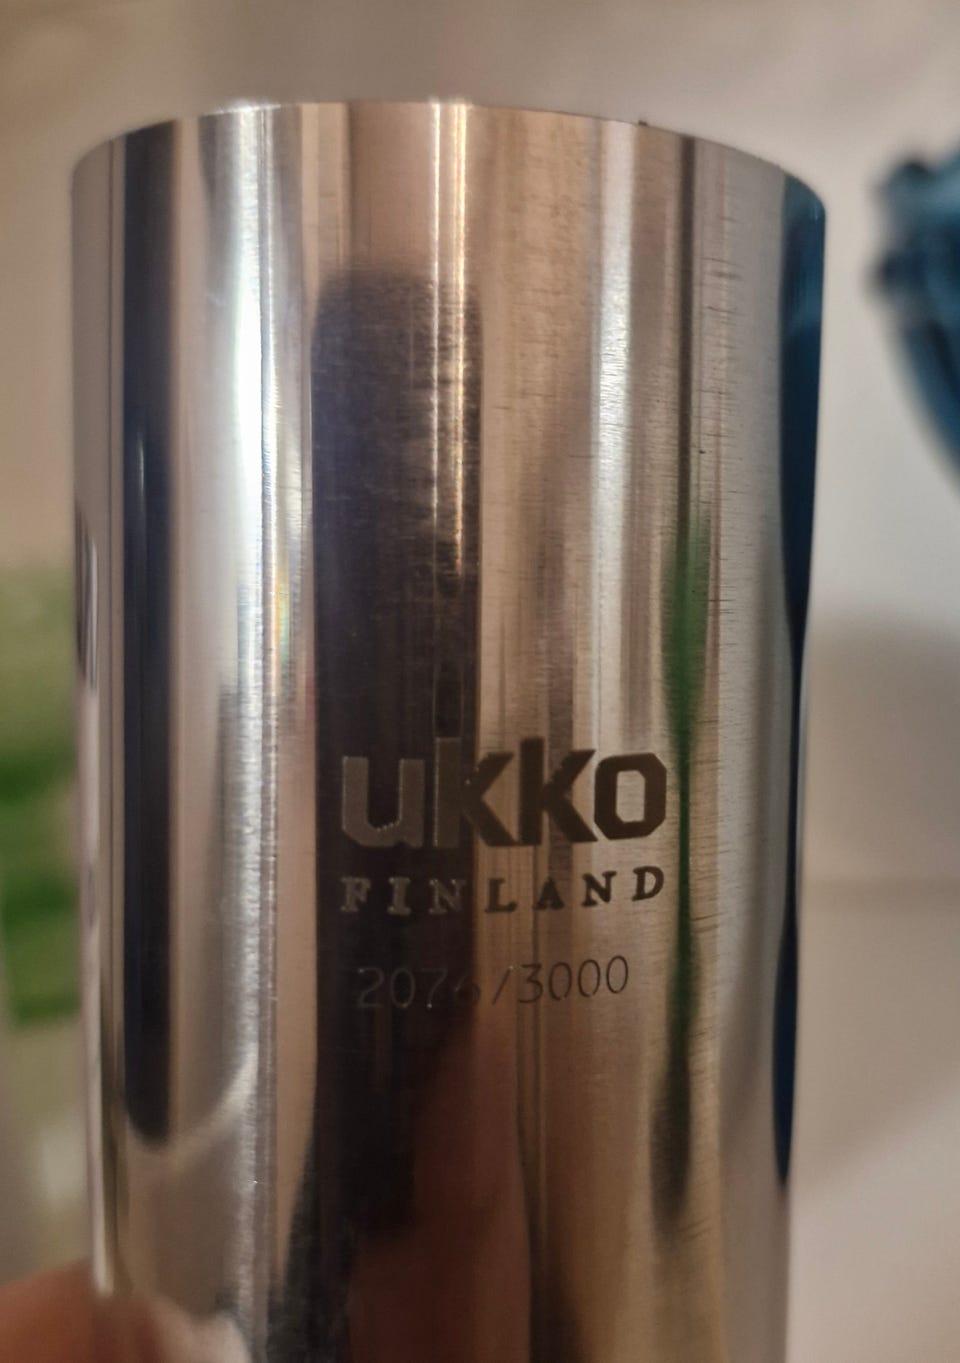 ukko
FINLAND
2076/3000